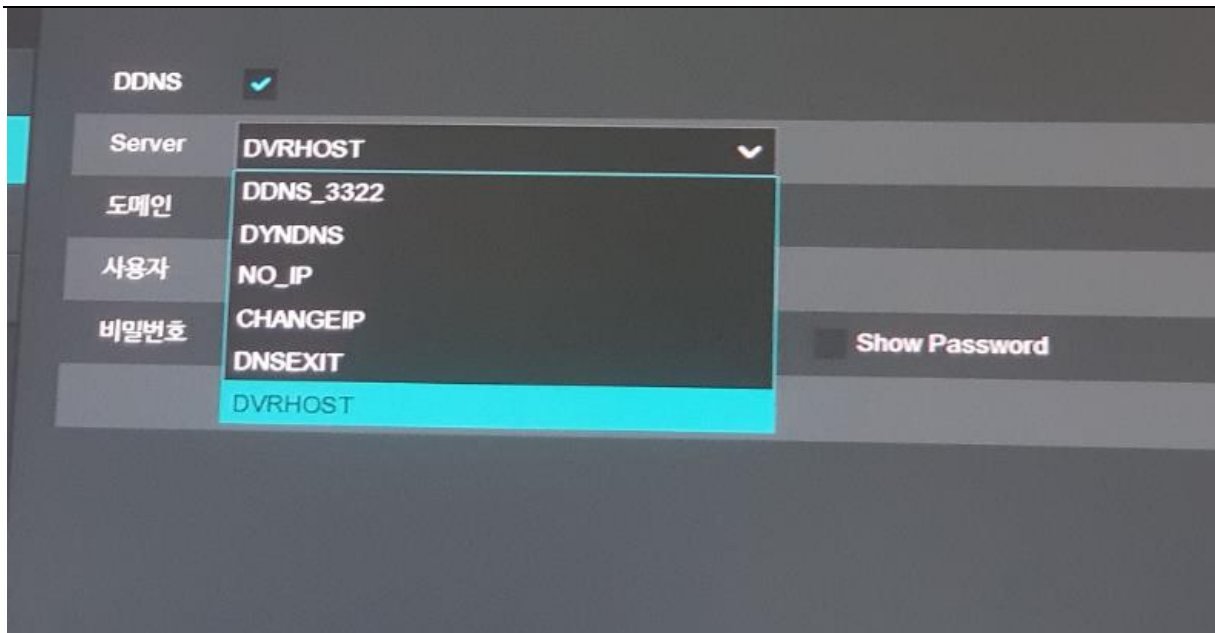 DDNS
Server DVRHOST
DDNS_3322
도메인
DYNDNS
사용자 NO_IP
CHANGEIP
비밀번호 Show Password
DNSEXIT
DVRHOST